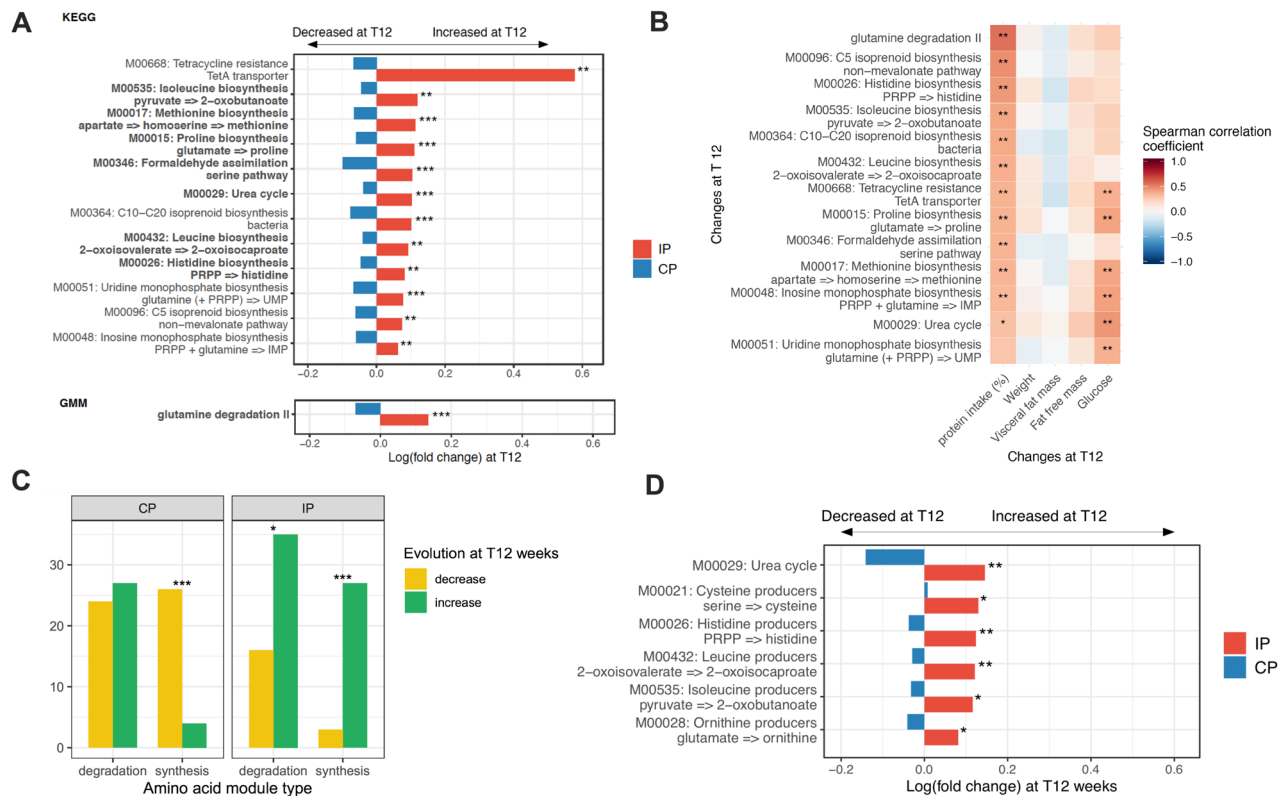 A
KEGG
Decreased at T12
Increased at T12
M00668: Tetracycline resistance
TetA transporter
**
M00535: Isoleucine biosynthesis
pyruvate => 2-oxobutanoate
**
M00017: Methionine biosynthesis
apartate => homoserine => methionine
***
M00015: Proline biosynthesis
glutamate => proline
***
M00346: Formaldehyde assimilation
serine pathway
***
M00029: Urea cycle
***
M00364: C10-C20 isoprenoid biosynthesis
bacteria
***
M00432: Leucine biosynthesis
2-oxoisovalerate => 2-oxoisocaproate
**
M00026: Histidine biosynthesis
PRPP => histidine
**
M00051: Uridine monophosphate biosynthesis
glutamine (+ PRPP) => UMP
***
M00096: C5 isoprenoid biosynthesis
non-mevalonate pathway
**
M00048: Inosine monophosphate biosynthesis
PRPP + glutamine => IMP
**
-0.2 0.0 0.2 0.4 0.6
IP
CP
GMM
glutamine degradation II
***
-0.2 0.0 0.2 0.4 0.6
Log(fold change) at T12
B
Changes at T 12
glutamine degradation II
**
M00096: C5 isoprenoid biosynthesis
non-mevalonate pathway
**
M00026: Histidine biosynthesis
PRPP => histidine
**
M00535: Isoleucine biosynthesis
pyruvate => 2-oxobutanoate
**
M00364: C10-C20 isoprenoid biosynthesis
bacteria
**
M00432: Leucine biosynthesis
2-oxoisovalerate => 2-oxoisocaproate
**
M00668: Tetracycline resistance
TetA transporter
** **
M00015: Proline biosynthesis
glutamate => proline
** **
M00346: Formaldehyde assimilation
serine pathway
**
M00017: Methionine biosynthesis
apartate => homoserine => methionine
** **
M00048: Inosine monophosphate biosynthesis
PRPP + glutamine => IMP
** **
M00029: Urea cycle
* **
M00051: Uridine monophosphate biosynthesis
glutamine (+ PRPP) => UMP
**
protein intake (%)
Weight
Visceral fat mass
Fat free mass
Glucose
Changes at T12
Spearman correlation
coefficient
1.0
0.5
0.0
-0.5
-1.0
C
CP
IP
30
20
10
0
***
*
***
degradation synthesis
degradation synthesis
Amino acid module type
Evolution at T12 weeks
decrease
increase
D
Decreased at T12
Increased at T12
M00029: Urea cycle
**
M00021: Cysteine producers
serine => cysteine
*
M00026: Histidine producers
PRPP => histidine
**
M00432: Leucine producers
2-oxoisovalerate => 2-oxoisocaproate
**
M00535: Isoleucine producers
pyruvate => 2-oxobutanoate
*
M00028: Ornithine producers
glutamate => ornithine
*
-0.2 0.0 0.2 0.4 0.6
Log(fold change) at T12 weeks
IP
CP